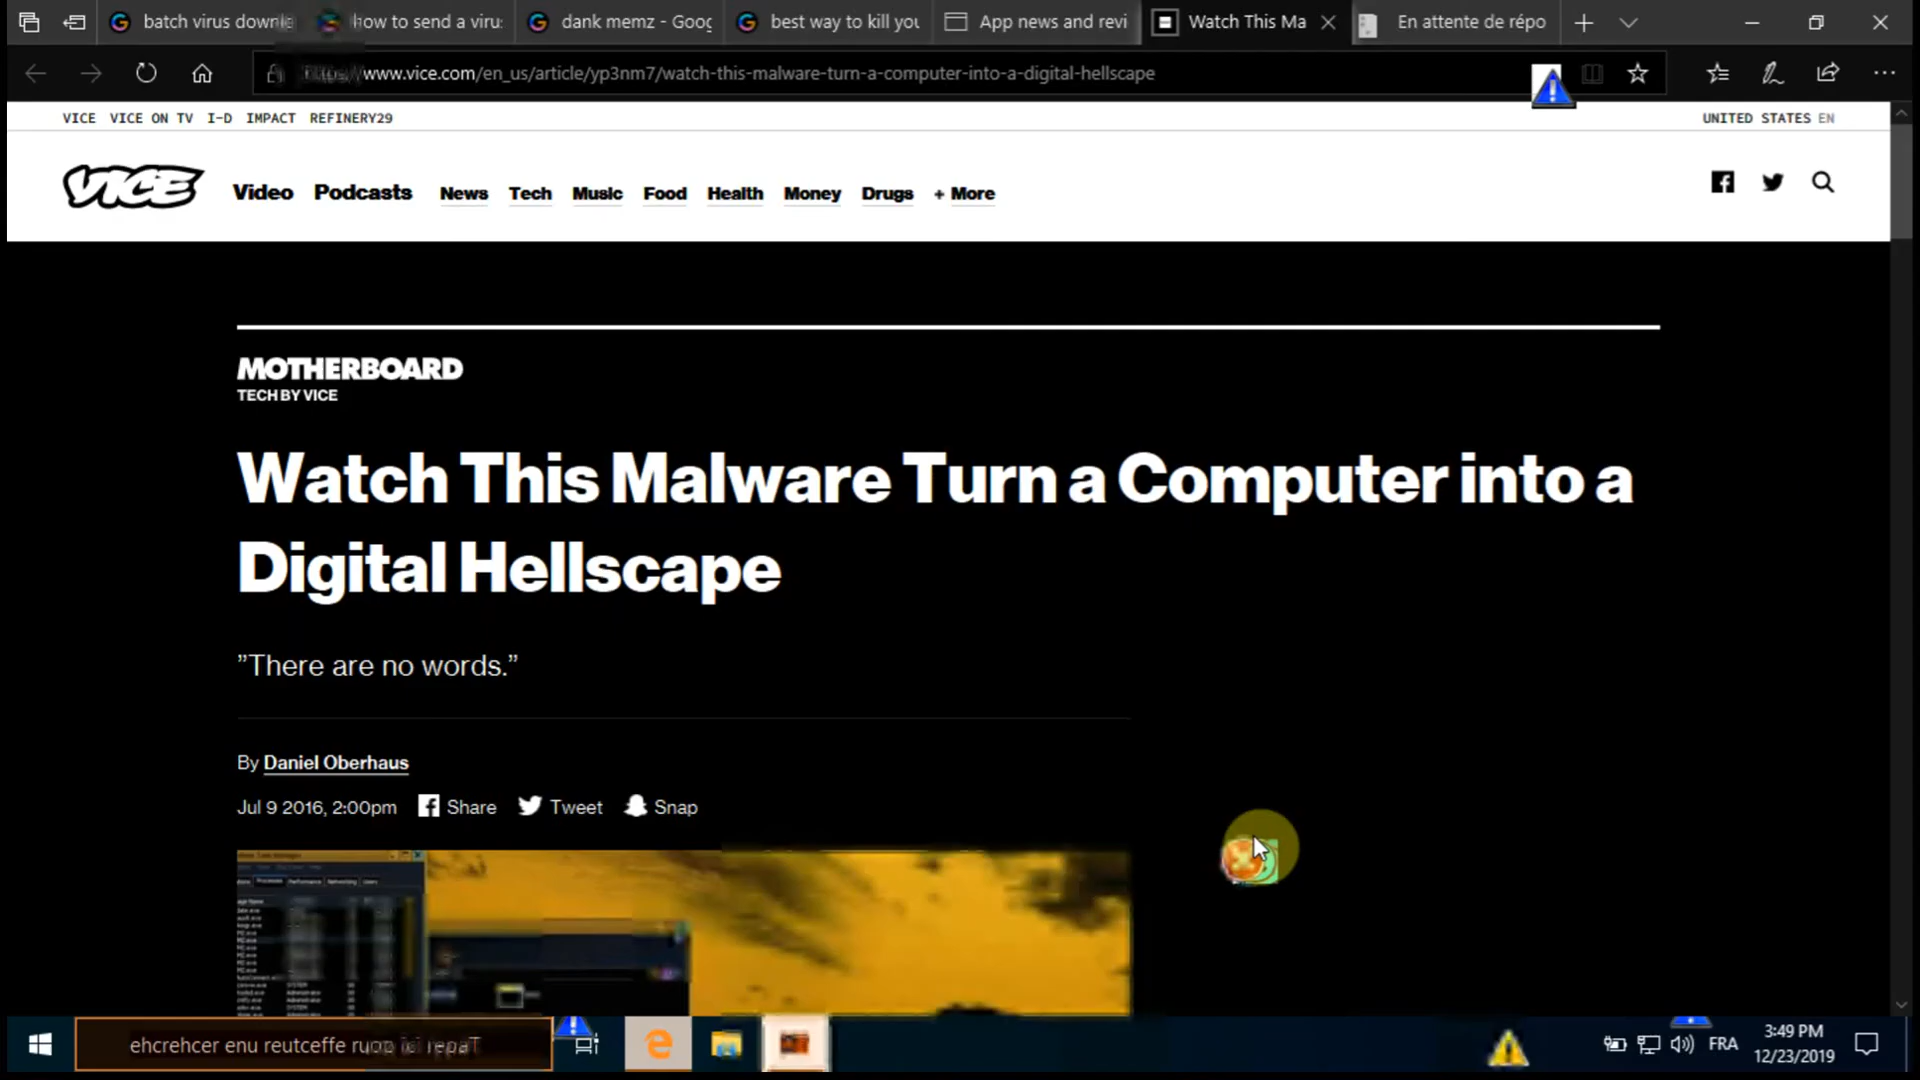 batch virus downl
how to send a virus
dank memz - Goog
best way to kill you
App news and revi
Watch This Ma
En attente de répo
www.vice.com/en_us/article/yp3nm7/watch-this-malware-turn-a-computer-into-a-digital-hellscape
VICE VICE ON TV I-D IMPACT REFINERY29
UNITED STATES EN
VICE
Video Podcasts News Tech Music Food Health Money Drugs + More
MOTHERBOARD
TECH BY VICE
Watch This Malware Turn a Computer into a
Digital Hellscape
”There are no words.”
By Daniel Oberhaus
Jul 9 2016, 2:00pm Share Tweet Snap
ehcrehcer enu reutceffe ruop ici repaT
FRA
3:49 PM
12/23/2019